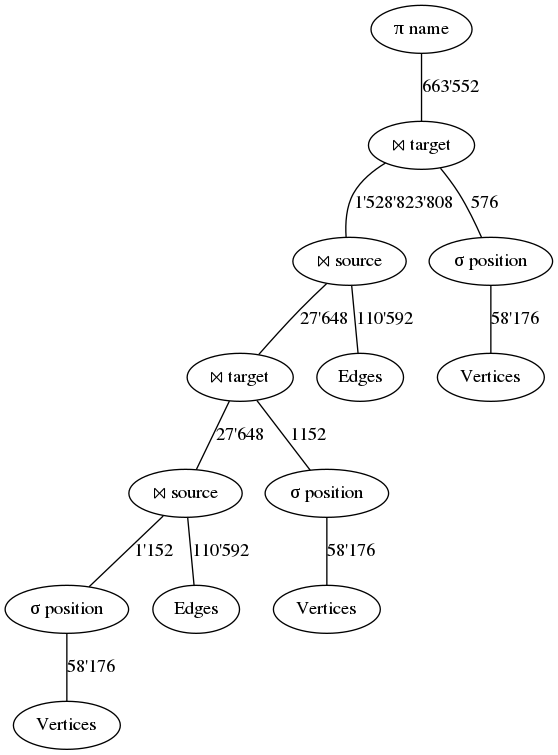 π name
663'552
⋈ target
1'528'823'808
576
⋈ source
σ position
27'648
110'592
58'176
⋈ target
Edges
Vertices
27'648
1152
⋈ source
σ position
1'152
110'592
58'176
σ position
Edges
Vertices
58'176
Vertices